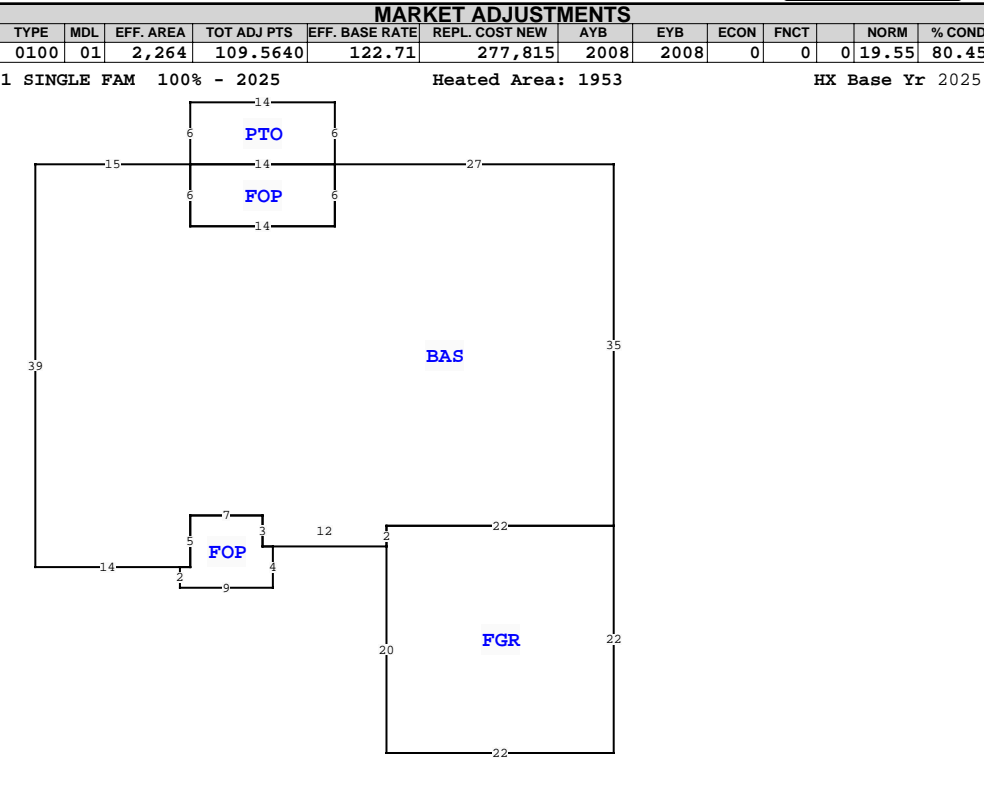 MARKET ADJUSTMENTS
TYPE MDL EFF. AREA TOT ADJ PTS EFF. BASE RATE REPL. COST NEW AYB EYB ECON FNCT NORM % COND
0100 01 2,264 109.5640 122.71 277,815 2008 2008 0 0 0 19.55 80.45
1 SINGLE FAM 100% - 2025 Heated Area: 1953 HX Base Yr 2025
14
6 PTO 6
15 14 27
6 FOP 6
14
35
BAS
39
7
12
22
3
2
5
FOP
4
14
2
9
FGR
22
20
22